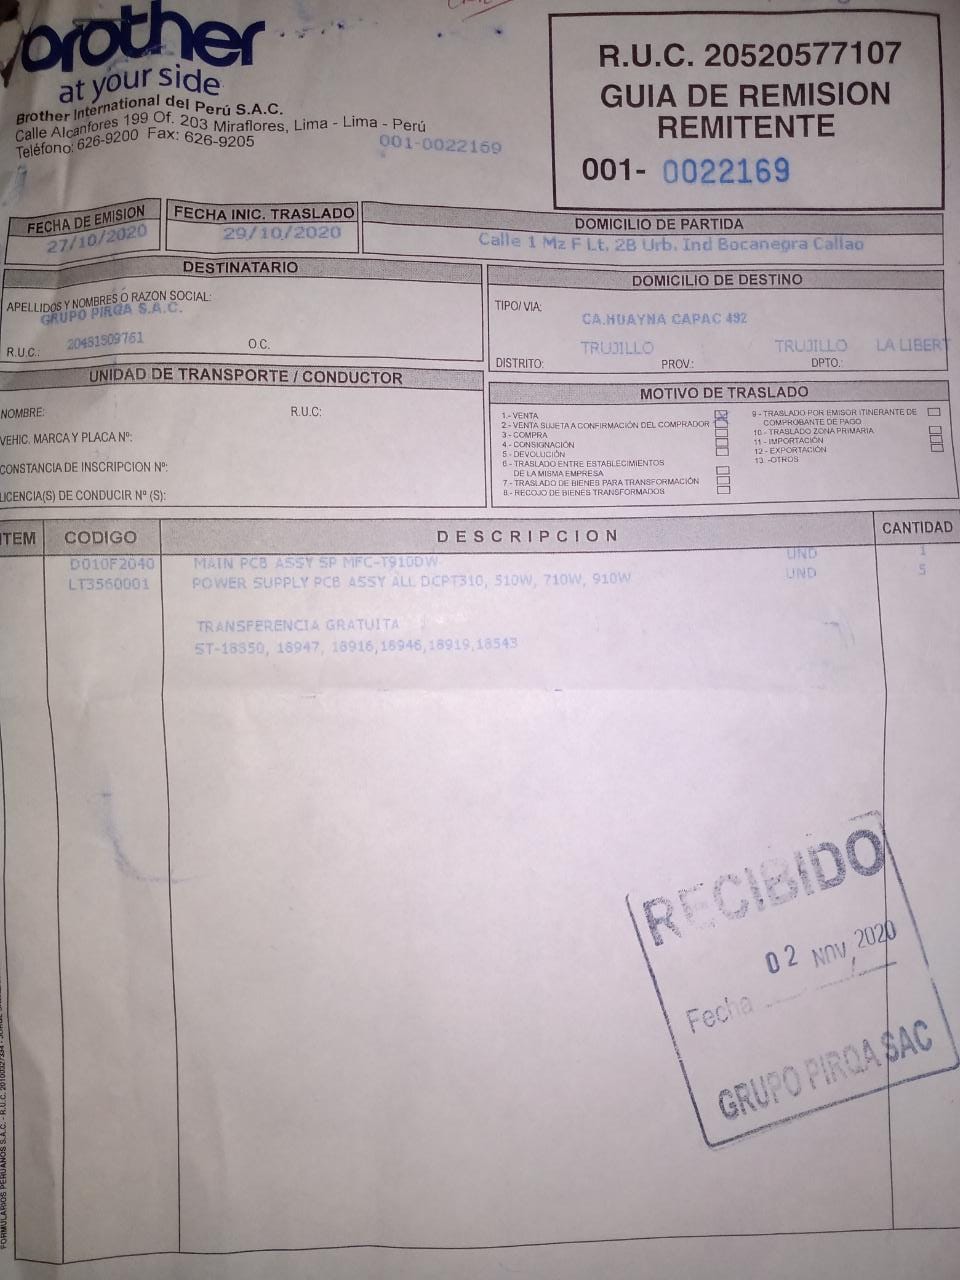 brother
at your side
Brother International del Perú S.A.C.
Calle Alcanfores 199 Of. 203 Miraflores, Lima - Lima - Perú
Teléfono: 626-9200 Fax: 626-9205
001-0022169
R.U.C. 20520577107
GUIA DE REMISION
REMITENTE
001- 0022169
FECHA DE EMISION
27/10/2020
FECHA INIC. TRASLADO
29/10/2020
DOMICILIO DE PARTIDA
Calle 1 Mz F Lt. 2B Urb. Ind Bocanegra Callao
DESTINATARIO
APELLIDOS Y NOMBRES O RAZON SOCIAL:
GRUPO PIRQA S.A.C.
R.U.C.: 20481509761 O.C.
DOMICILIO DE DESTINO
TIPO/VIA:
CA.HUAYNA CAPAC 492
TRUJILLO TRUJILLO LA LIBERT
DISTRITO: PROV.: DPTO.:
UNIDAD DE TRANSPORTE / CONDUCTOR
NOMBRE: R.U.C:
VEHIC. MARCA Y PLACA Nº:
CONSTANCIA DE INSCRIPCION Nº:
LICENCIA(S) DE CONDUCIR Nº (S):
MOTIVO DE TRASLADO
1.- VENTA
2.- VENTA SUJETA A CONFIRMACIÓN DEL COMPRADOR
3.- COMPRA
4.- CONSIGNACIÓN
5.- DEVOLUCIÓN
6.- TRASLADO ENTRE ESTABLECIMIENTOS
DE LA MISMA EMPRESA
7.- TRASLADO DE BIENES PARA TRANSFORMACIÓN
8.- RECOJO DE BIENES TRANSFORMADOS
9.- TRASLADO POR EMISOR ITINERANTE DE
COMPROBANTE DE PAGO
10.- TRASLADO ZONA PRIMARIA
11.- IMPORTACIÓN
12.- EXPORTACIÓN
13.-OTROS
ITEM CODIGO DESCRIPCION CANTIDAD
D010F2040 MAIN PCB ASSY SP MFC-T910DW UND 1
LT3560001 POWER SUPPLY PCB ASSY ALL DCPT310, 510W, 710W, 910W UND 5
TRANSFERENCIA GRATUITA
ST-18850, 18947, 18916,18946,18919,18543
RECIBIDO
02 NOV, 2020
Fecha
GRUPO PIRQA SAC
FORMULARIOS PERUANOS S.A.C. - R.U.C.